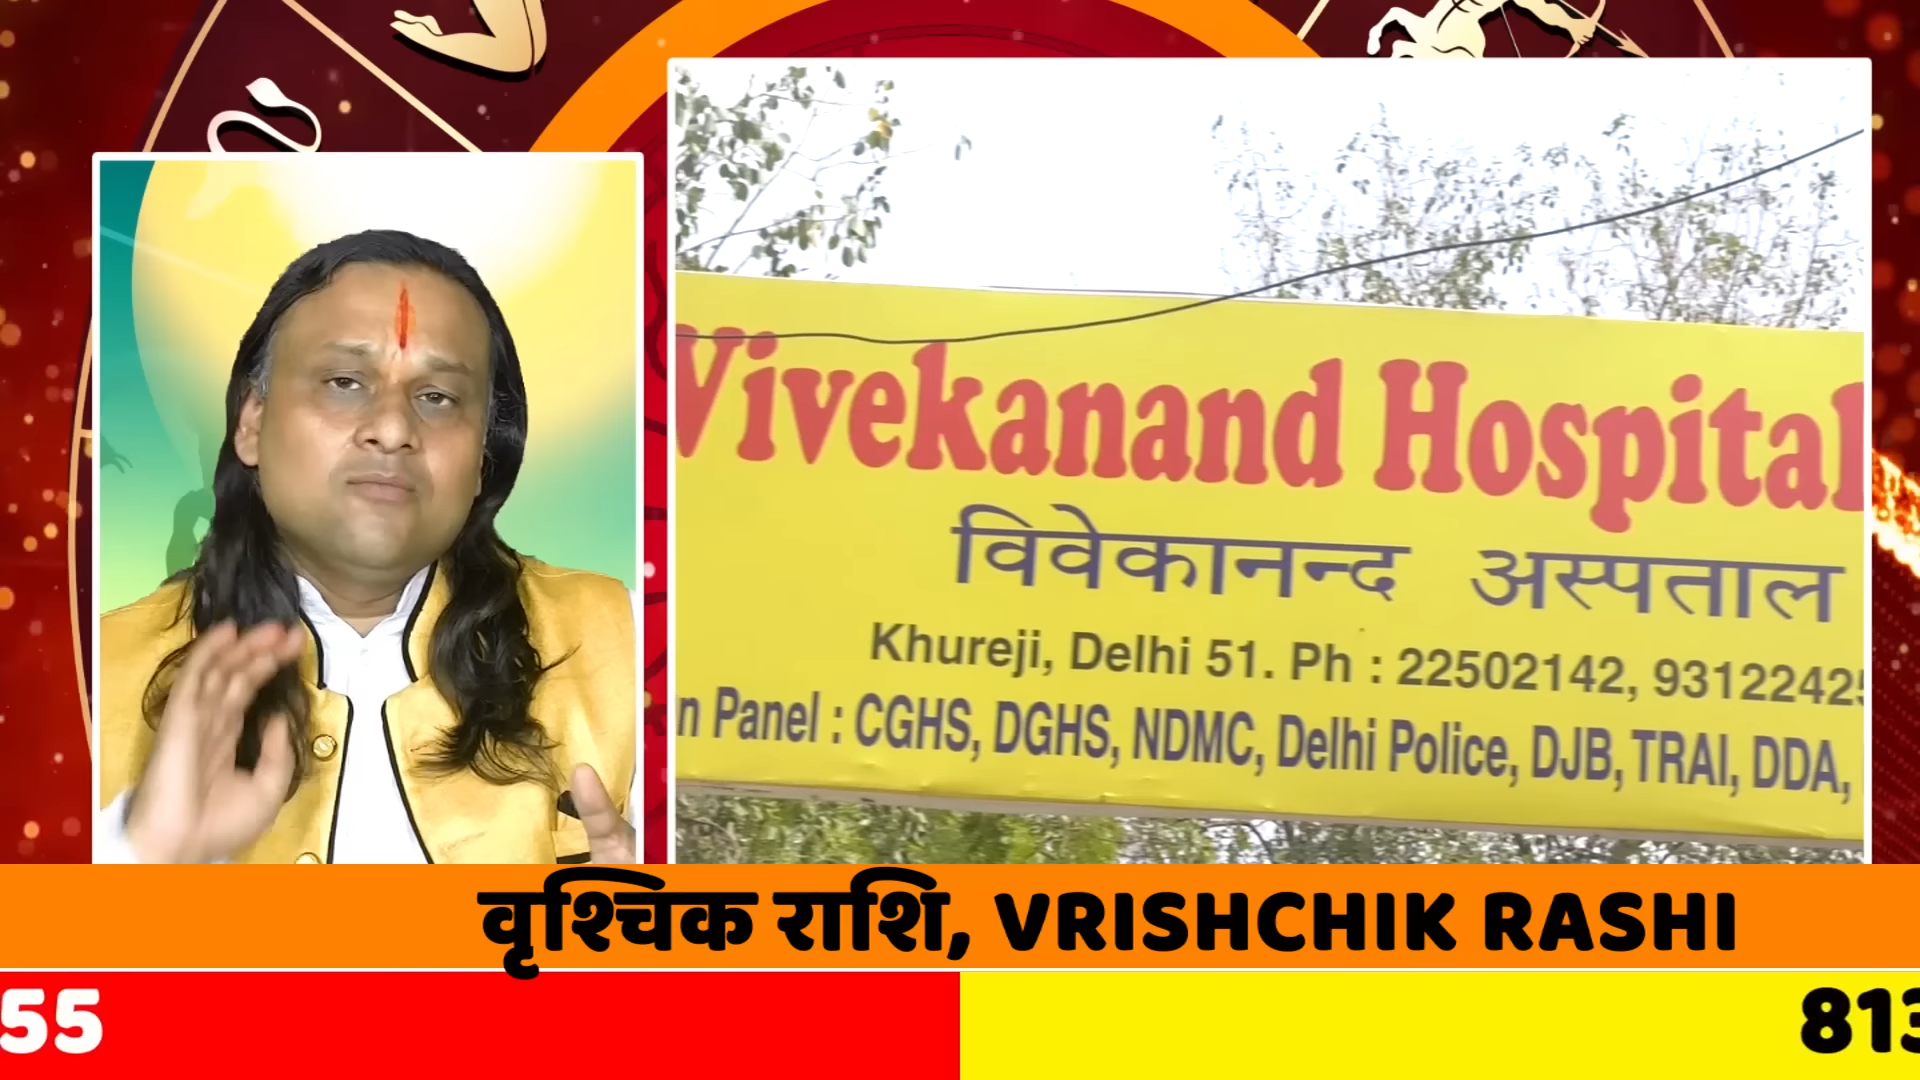 Vivekanand Hospital
विवेकानन्द अस्पताल
Khureji, Delhi 51. Ph : 22502142, 93122425
n Panel : CGHS, DGHS, NDMC, Delhi Police, DJB, TRAI, DDA,
वृश्चिक राशि, VRISHCHIK RASHI
55
813